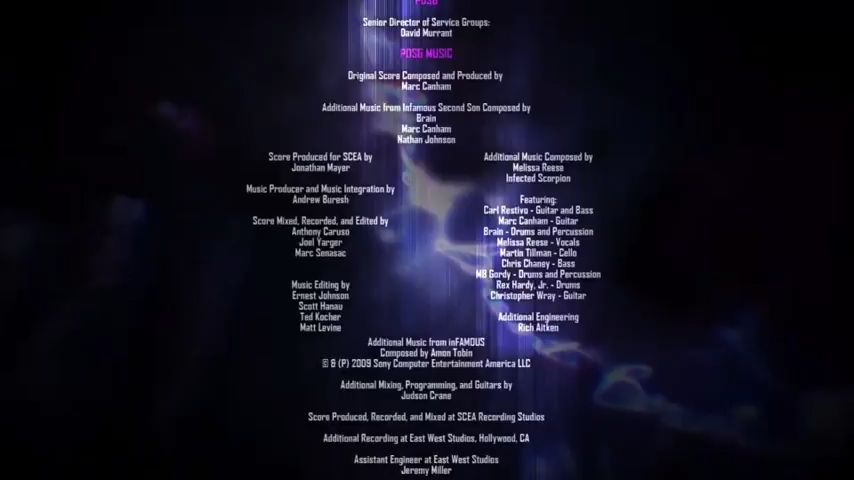 PDSG
Senior Director of Service Groups:
David Murrant
PDSG MUSIC
Original Score Composed and Produced by
Marc Canham
Additional Music from Infamous Second Son Composed by
Brain
Marc Canham
Nathan Johnson
Score Produced for SCEA by
Jonathan Mayer
Music Producer and Music Integration by
Andrew Buresh
Score Mixed, Recorded, and Edited by
Anthony Caruso
Joel Yarger
Marc Senasac
Music Editing by
Ernest Johnson
Scott Hanau
Ted Kocher
Matt Levine
Additional Music Composed by
Melissa Reese
Infected Scorpion
Featuring:
Carl Restivo - Guitar and Bass
Marc Canham - Guitar
Brain - Drums and Percussion
Melissa Reese - Vocals
Martin Tillman - Cello
Chris Chaney - Bass
MB Gordy - Drums and Percussion
Rex Hardy, Jr. - Drums
Christopher Wray - Guitar
Additional Engineering
Rich Aitken
Additional Music from inFAMOUS
Composed by Amon Tobin
© & (P) 2009 Sony Computer Entertainment America LLC
Additional Mixing, Programming, and Guitars by
Judson Crane
Score Produced, Recorded, and Mixed at SCEA Recording Studios
Additional Recording at East West Studios, Hollywood, CA
Assistant Engineer at East West Studios
Jeremy Miller